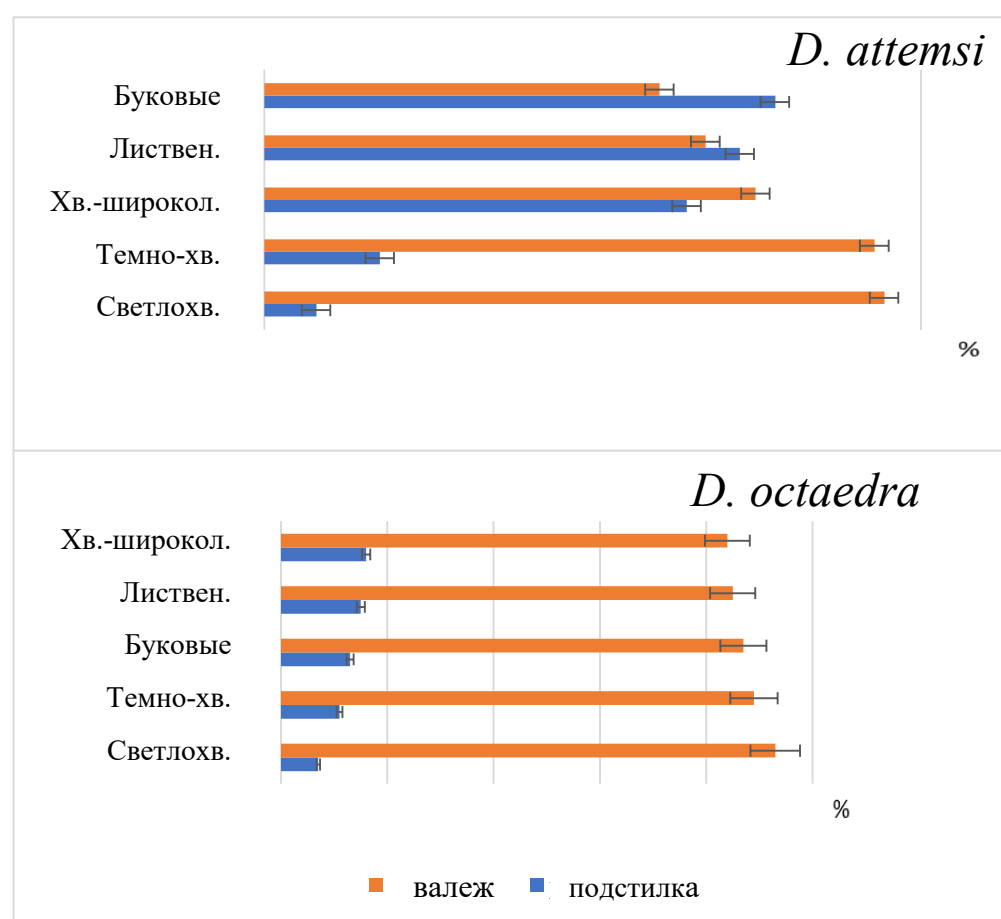 D. attemsi
Буковые
Листвен.
Хв.-широкол.
Темно-хв.
Светлохв.
%
D. octaedra
Хв.-широкол.
Листвен.
Буковые
Темно-хв.
Светлохв.
%
валеж подстилка